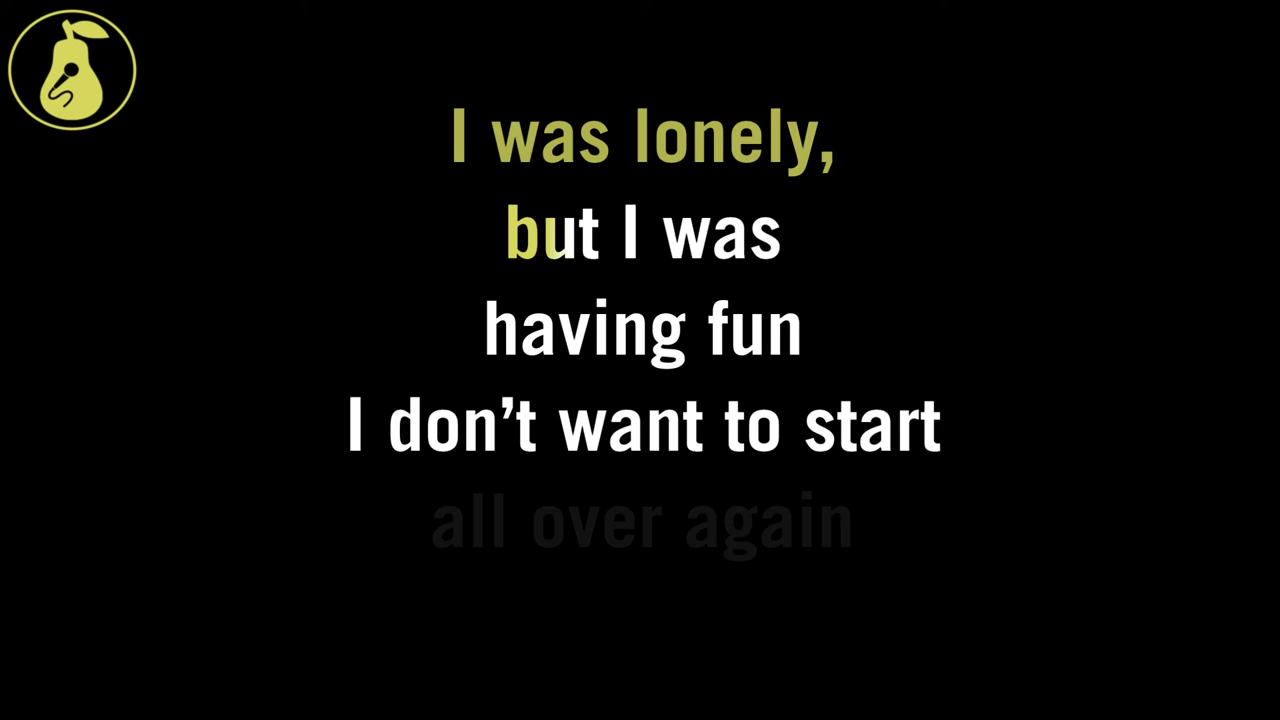 I was lonely,
but I was
having fun
I don’t want to start
all over again